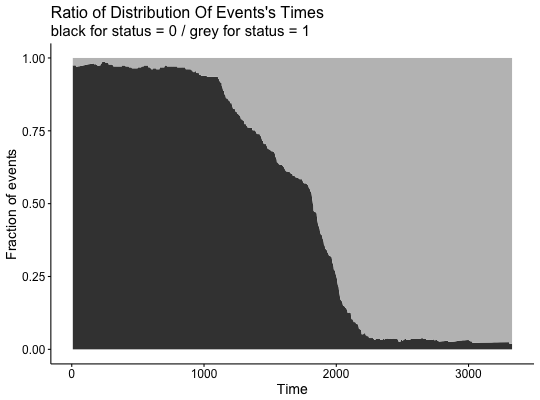 Ratio of Distribution Of Events's Times
black for status = 0 / grey for status = 1
1.00
0.75
0.50
0.25
0.00
Fraction of events
0 1000 2000 3000
Time